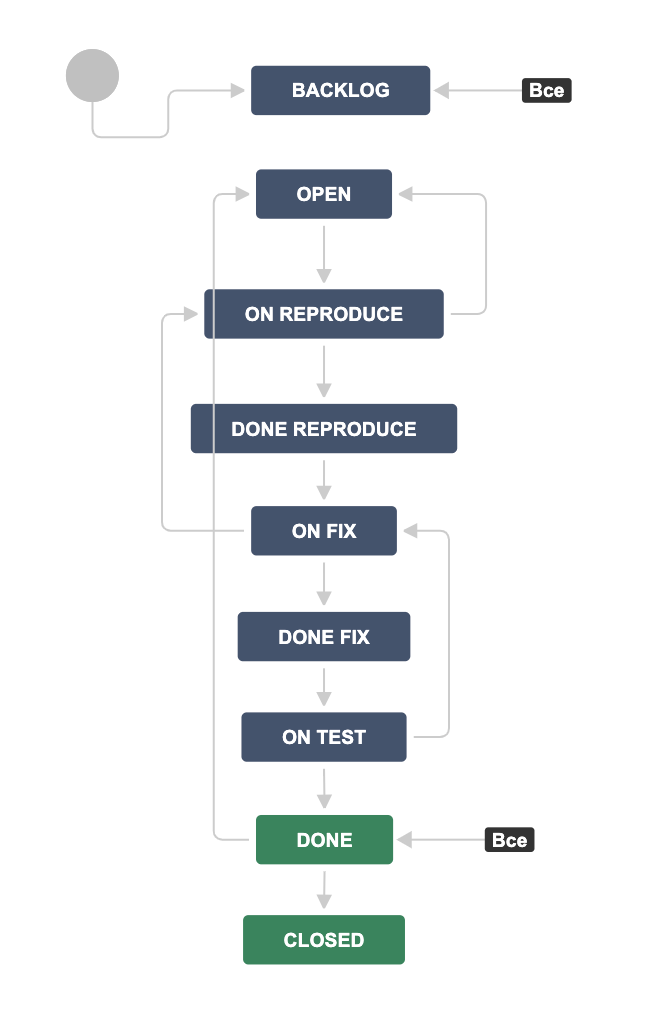 BACKLOG
Все
OPEN
ON REPRODUCE
DONE REPRODUCE
ON FIX
DONE FIX
ON TEST
DONE
Все
CLOSED